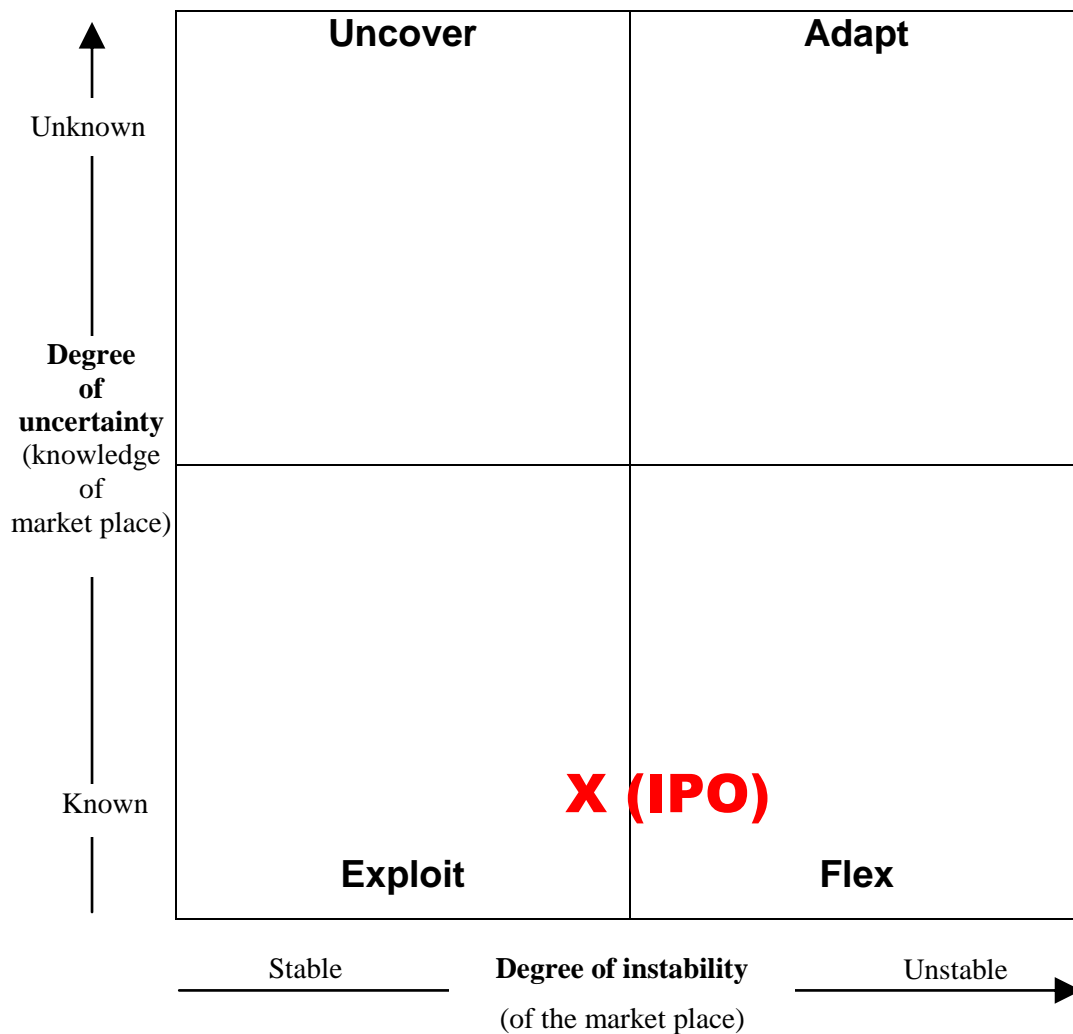 Uncover
Adapt
Unknown
Degree
of
uncertainty
(knowledge
of
market place)
Known
X (IPO)
Exploit
Flex
Stable
Degree of instability
Unstable
(of the market place)